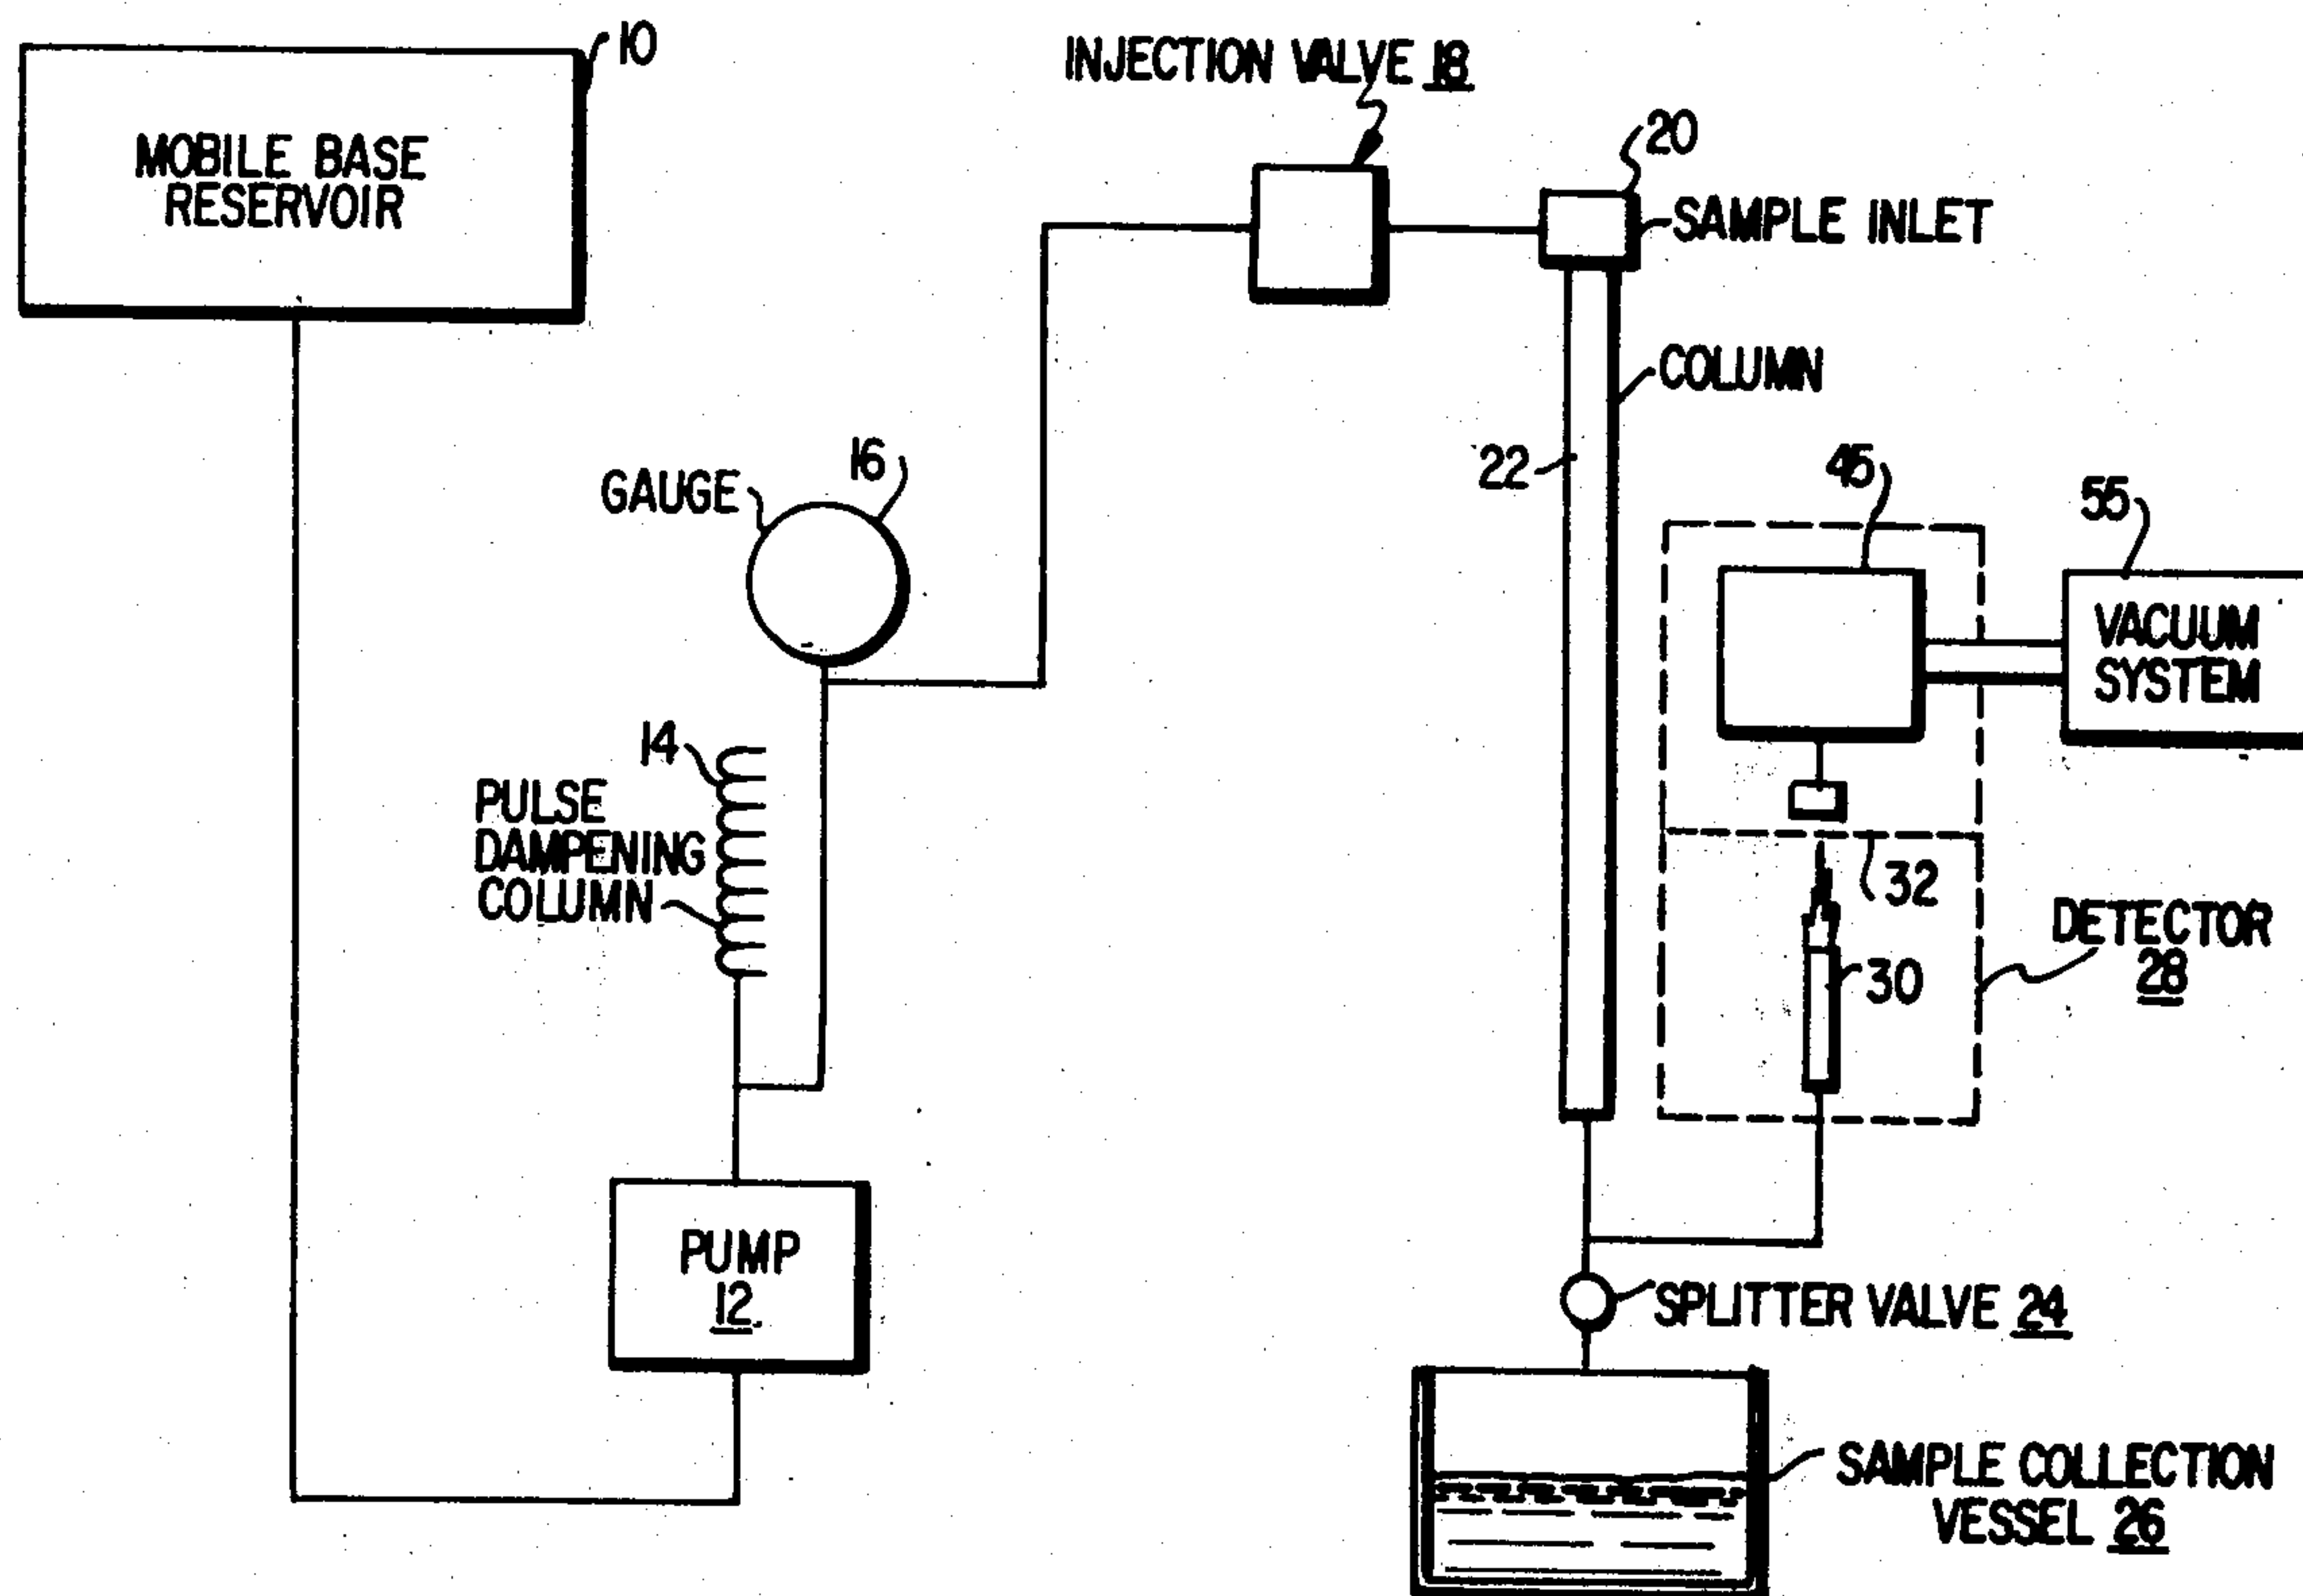 10
MOBILE BASE
RESERVOIR
INJECTION VALVE 18
20
SAMPLE INLET
COLUMN
22
GAUGE
16
45
55
VACUUM
SYSTEM
14
PULSE
DAMPENING
COLUMN
32
DETECTOR
28
30
PUMP
12
SPLITTER VALVE 24
SAMPLE COLLECTION
VESSEL 26